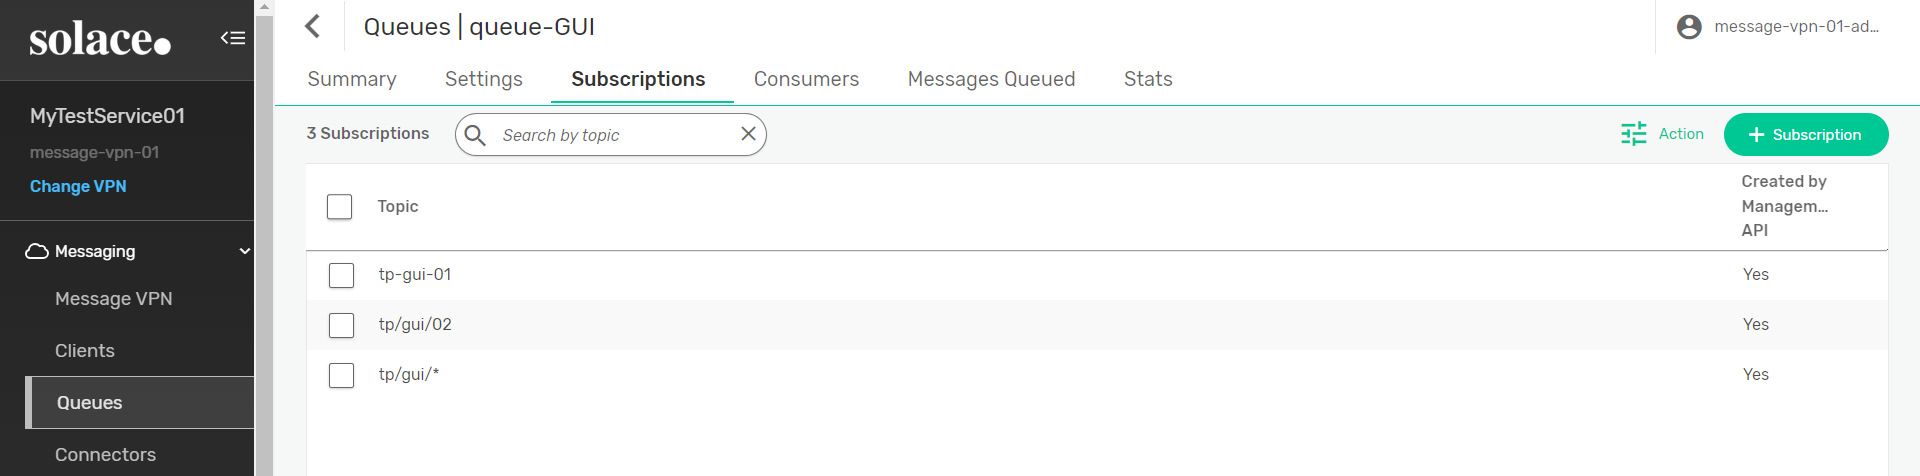 solace.
MyTestService01
message-vpn-01
Change VPN
Messaging
Message VPN
Clients
Queues
Connectors
Queues | queue-GUI
message-vpn-01-ad...
Summary Settings Subscriptions Consumers Messages Queued Stats
3 Subscriptions Search by topic Action + Subscription
Topic
Created by
Managem...
API
tp-gui-01 Yes
tp/gui/02 Yes
tp/gui/* Yes